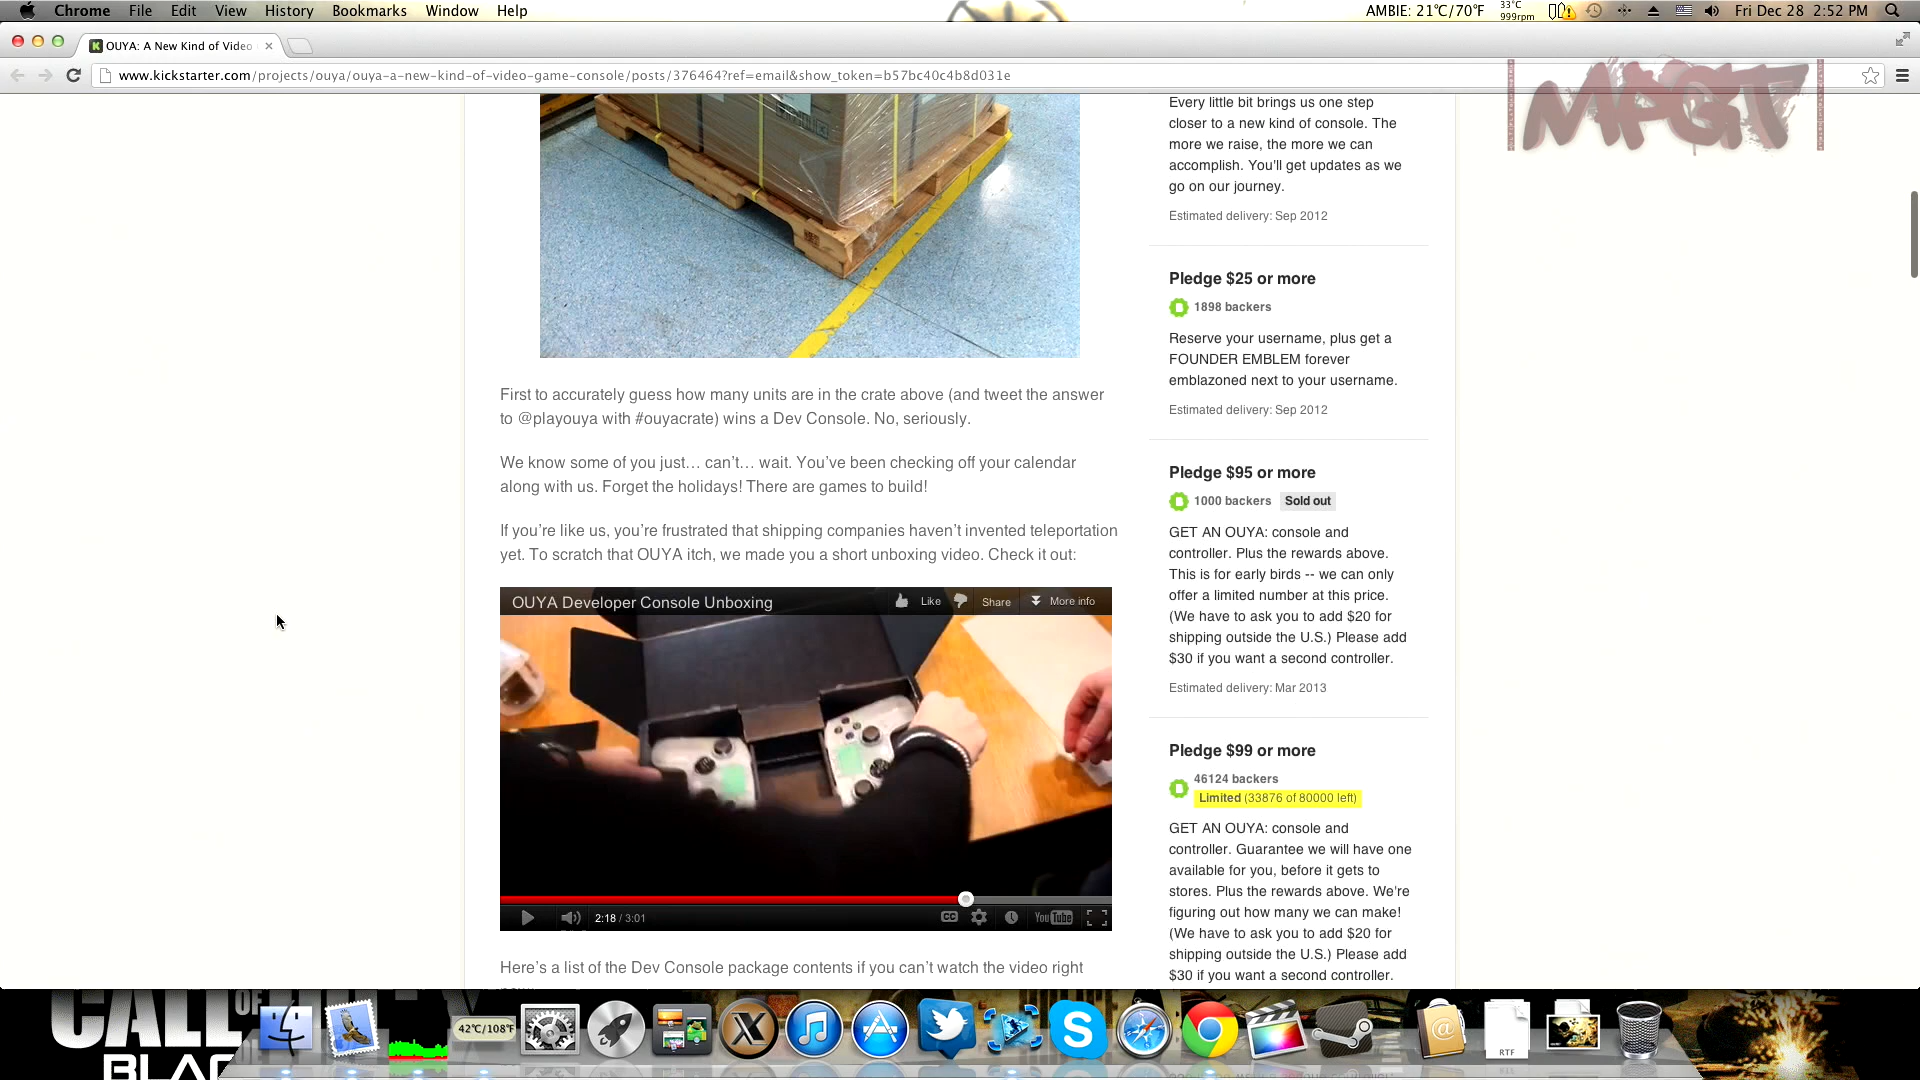 Chrome File Edit View History Bookmarks Window Help
AMBIE: 21°C/70°F 33°C 999rpm Fri Dec 28 2:52 PM
OUYA: A New Kind of Video
www.kickstarter.com/projects/ouya/ouya-a-new-kind-of-video-game-console/posts/376464?ref=email&show_token=b57bc40c4b8d031e
MPGT
First to accurately guess how many units are in the crate above (and tweet the answer
to @playouya with #ouyacrate) wins a Dev Console. No, seriously.
We know some of you just… can’t… wait. You’ve been checking off your calendar
along with us. Forget the holidays! There are games to build!
If you’re like us, you’re frustrated that shipping companies haven’t invented teleportation
yet. To scratch that OUYA itch, we made you a short unboxing video. Check it out:
OUYA Developer Console Unboxing
Like Share More info
2:18 / 3:01
CC
YouTube
Here’s a list of the Dev Console package contents if you can’t watch the video right
Every little bit brings us one step
closer to a new kind of console. The
more we raise, the more we can
accomplish. You'll get updates as we
go on our journey.
Estimated delivery: Sep 2012
Pledge $25 or more
1898 backers
Reserve your username, plus get a
FOUNDER EMBLEM forever
emblazoned next to your username.
Estimated delivery: Sep 2012
Pledge $95 or more
1000 backers Sold out
GET AN OUYA: console and
controller. Plus the rewards above.
This is for early birds -- we can only
offer a limited number at this price.
(We have to ask you to add $20 for
shipping outside the U.S.) Please add
$30 if you want a second controller.
Estimated delivery: Mar 2013
Pledge $99 or more
46124 backers
Limited (33876 of 80000 left)
GET AN OUYA: console and
controller. Guarantee we will have one
available for you, before it gets to
stores. Plus the rewards above. We're
figuring out how many we can make!
(We have to ask you to add $20 for
shipping outside the U.S.) Please add
$30 if you want a second controller.
CALL OF
BLAC
42°C/108°F
RTF